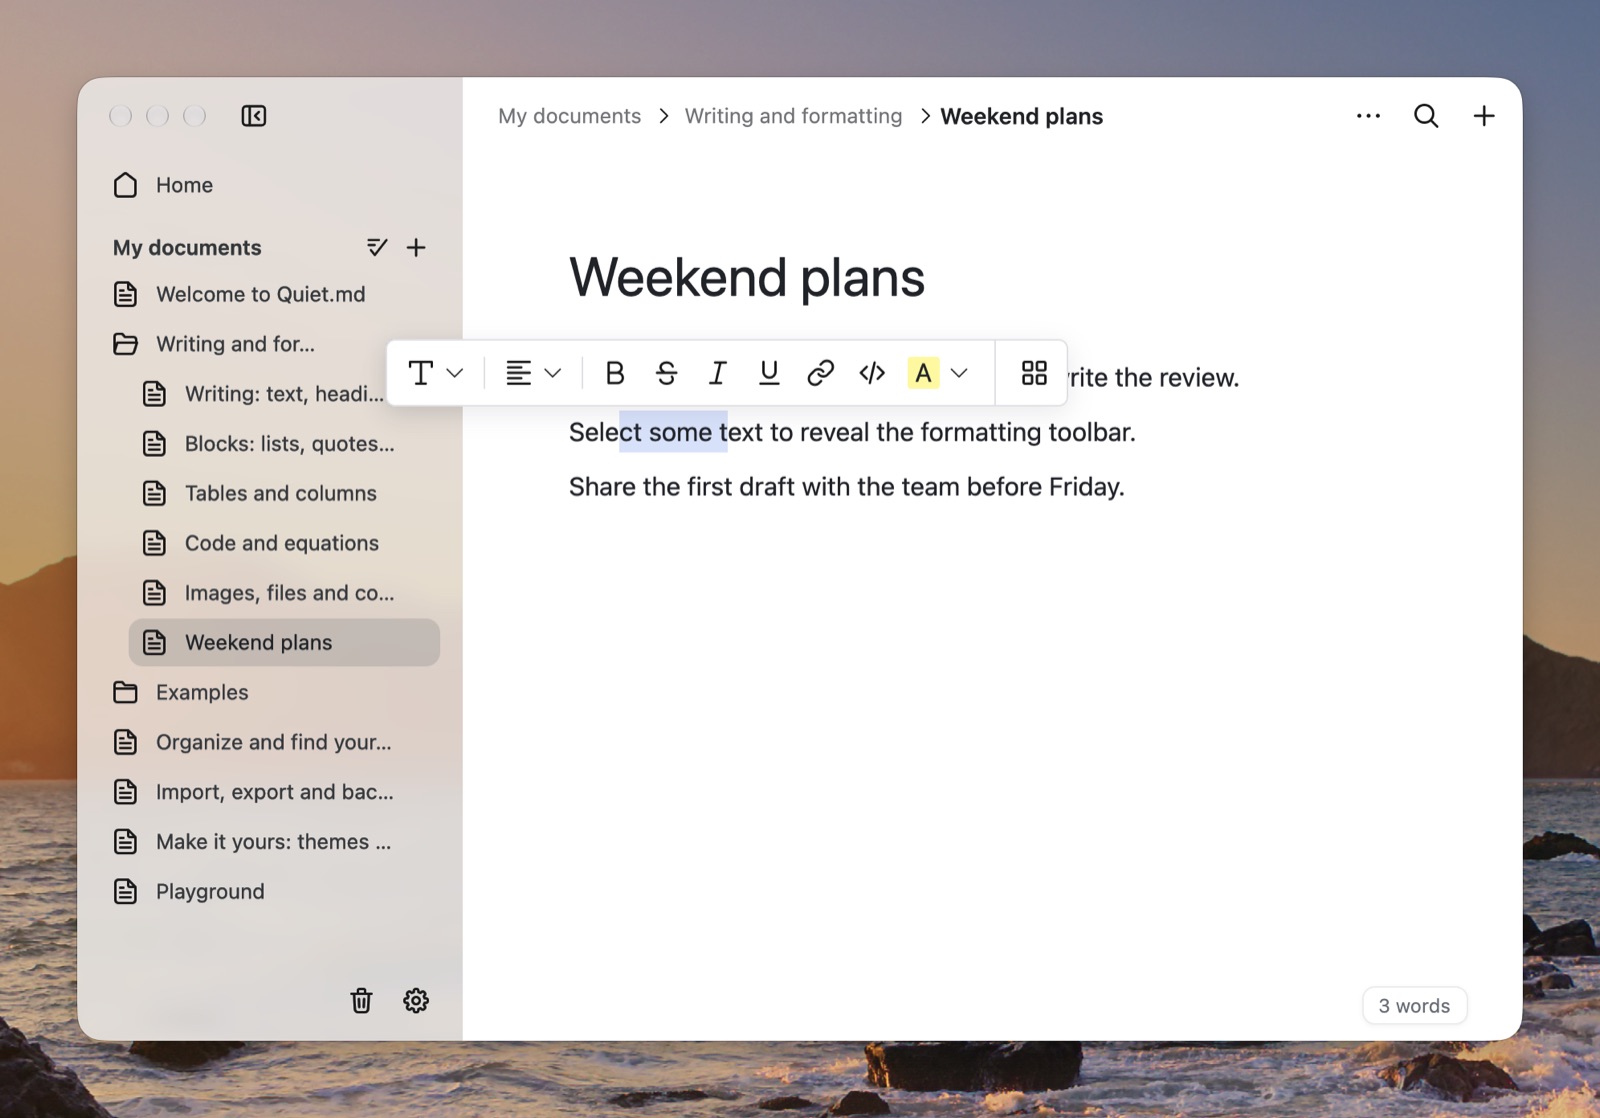 My documents > Writing and formatting > Weekend plans
Home
My documents
Welcome to Quiet.md
Writing and for...
Writing: text, headi...
Blocks: lists, quotes...
Tables and columns
Code and equations
Images, files and co...
Weekend plans
Examples
Organize and find your...
Import, export and bac...
Make it yours: themes ...
Playground
Weekend plans
T B S I U </> A
the review.
Select some text to reveal the formatting toolbar.
Share the first draft with the team before Friday.
3 words